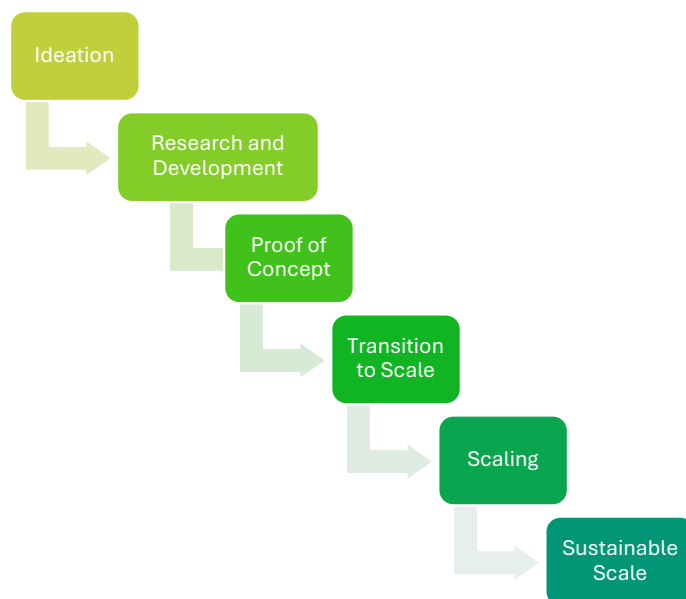 Ideation
Research and
Development
Proof of
Concept
Transition
to Scale
Scaling
Sustainable
Scale